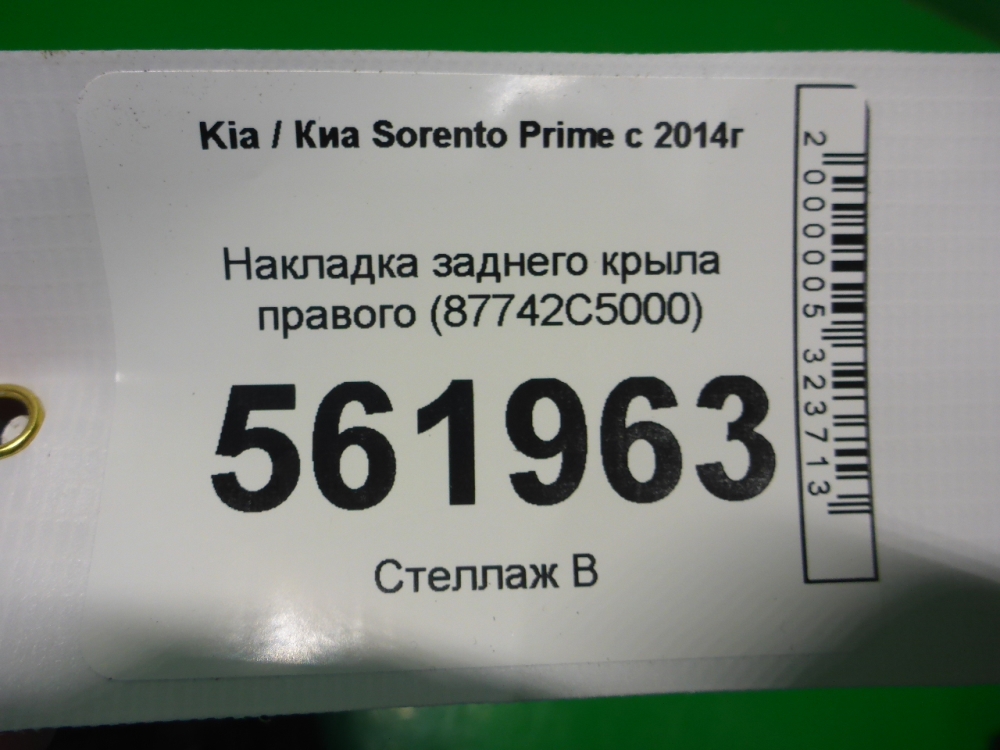 Kia / Киа Sorento Prime с 2014г
Накладка заднего крыла
правого (87742C5000)
561963
Стеллаж В
2000005323713